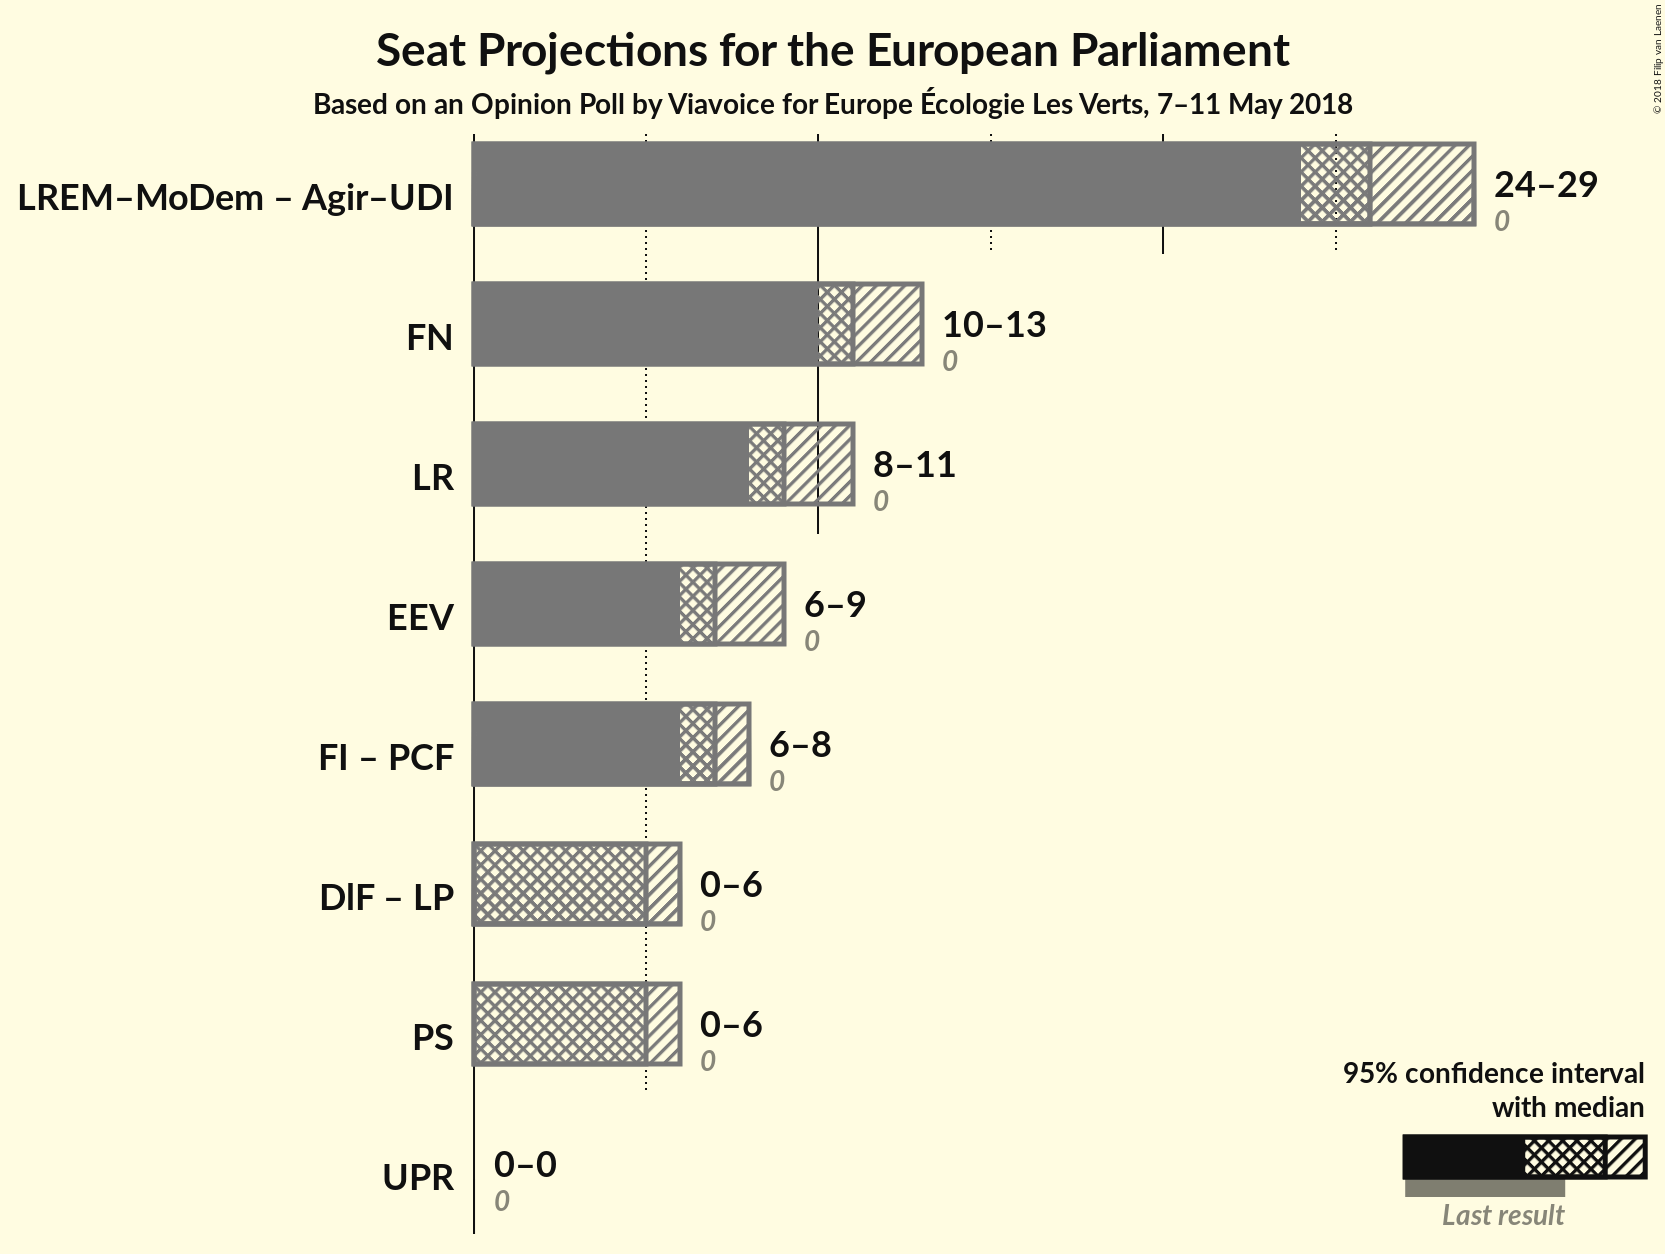 Seat Projections for the European Parliament
Based on an Opinion Poll by Viavoice for Europe Écologie Les Verts, 7–11 May 2018
© 2018 Filip van Laenen
LREM–MoDem – Agir–UDI
24–29
0
FN
10–13
0
LR
8–11
0
EEV
6–9
0
FI – PCF
6–8
0
DlF – LP
0–6
0
PS
0–6
0
UPR
0–0
0
95% confidence interval
with median
Last result